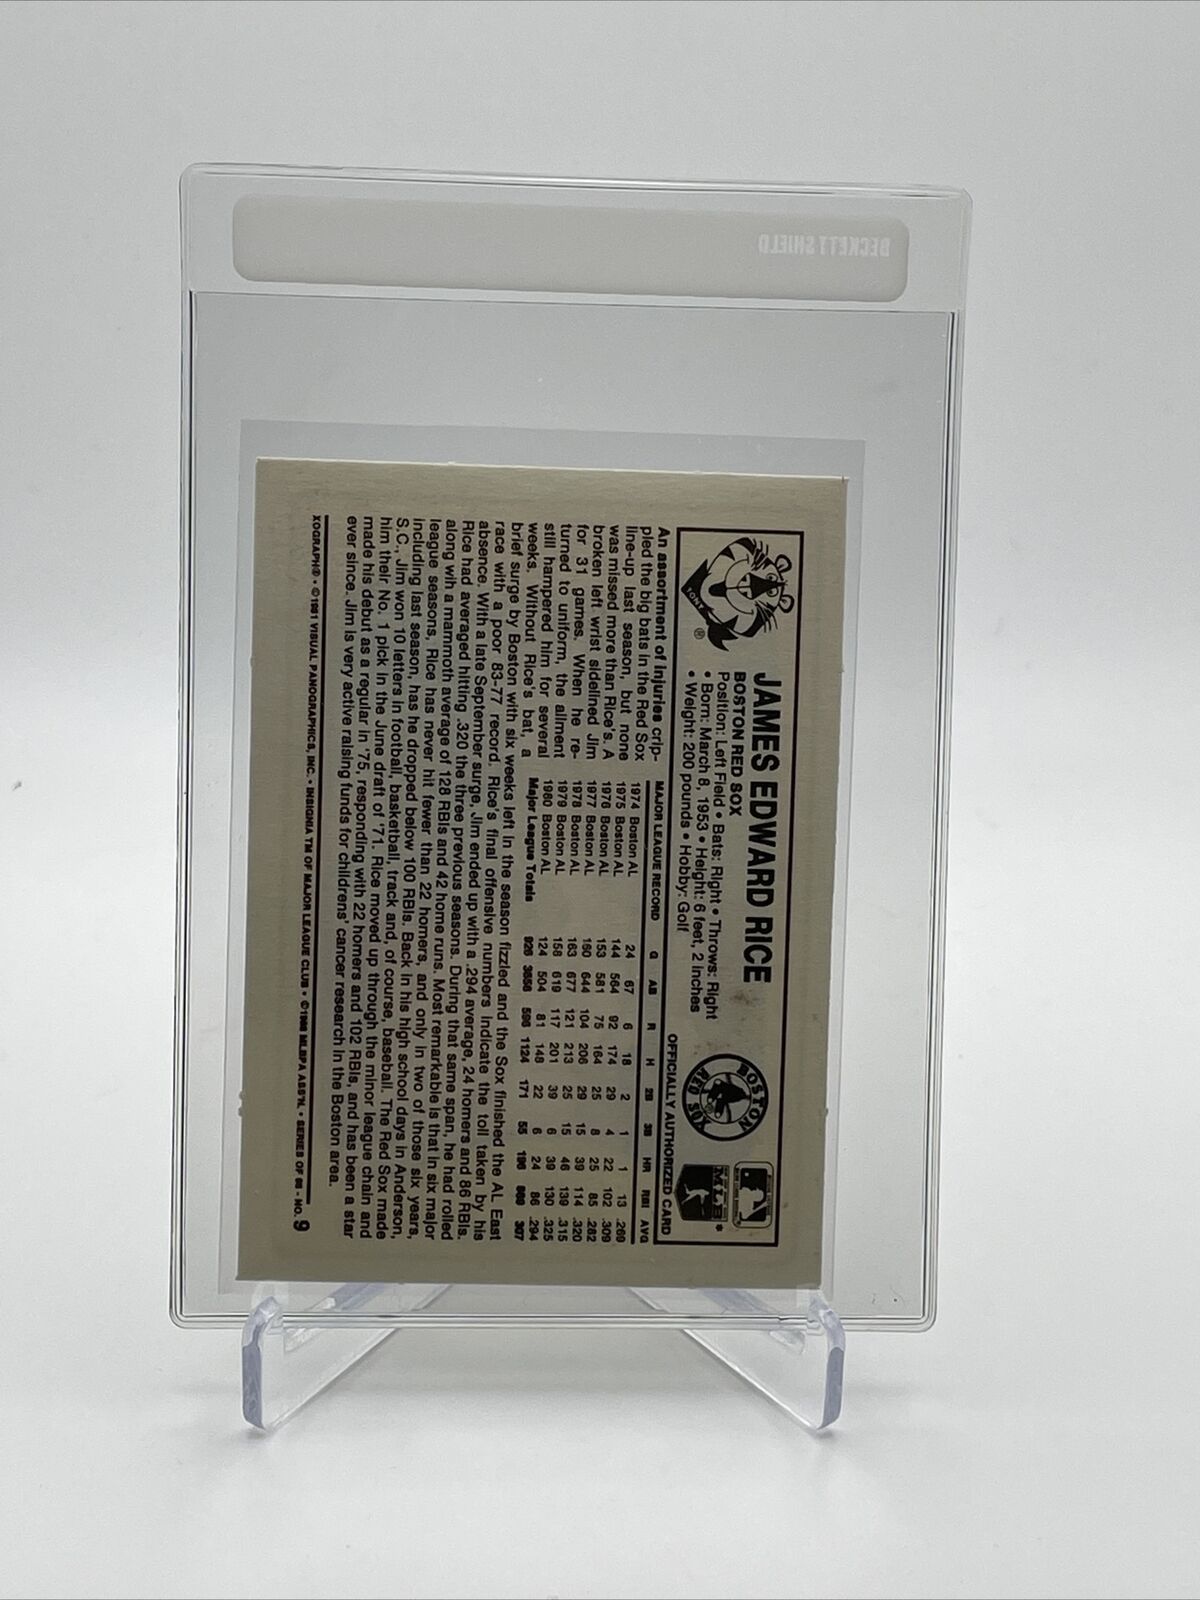 BECKETT SHIELD
TONY
®
JAMES EDWARD RICE
BOSTON RED SOX
Position: Left Field • Bats: Right • Throws: Right
• Born: March 8, 1953 • Height: 6 feet, 2 inches
• Weight: 200 pounds • Hobby: Golf
BOSTON
RED SOX
®
MLB
OFFICIALLY AUTHORIZED CARD
An assortment of injuries crip-
pled the big bats in the Red Sox
line-up last season, but none
was missed more than Rice's. A
broken left wrist sidelined Jim
for 31 games. When he re-
turned to uniform, the ailment
still hampered him for several
weeks. Without Rice's bat, a
MAJOR LEAGUE RECORD G AB R H 2B 3B HR RBI AVG
1974 Boston AL 24 67 6 18 2 1 1 13 .269
1975 Boston AL 144 564 92 174 29 4 22 102 .309
1976 Boston AL 153 581 75 164 25 8 25 85 .282
1977 Boston AL 160 644 104 206 29 15 39 114 .320
1978 Boston AL 163 677 121 213 25 15 46 139 .315
1979 Boston AL 158 619 117 201 39 6 39 130 .325
1980 Boston AL 124 504 81 148 22 6 24 86 .294
Major League Totals 926 3656 596 1124 171 55 196 669 .307
brief surge by Boston with six weeks left in the season fizzled and the Sox finished the AL East
race with a poor 83-77 record. Rice's final offensive numbers indicate the toll taken by his
absence. With a late September surge, Jim ended up with a .294 average, 24 homers and 86 RBIs.
Rice had averaged hitting .320 the three previous seasons. During that same span, he had rolled
along wih a mammoth average of 128 RBIs and 42 home runs. Most remarkable is that in six major
league seasons, Rice has never hit fewer than 22 homers, and only in two of those six years,
including last season, has he dropped below 100 RBIs. Back in his high school days in Anderson,
S.C., Jim won 10 letters in football, basketball, track and, of course, baseball. The Red Sox made
him their No. 1 pick in the June draft of '71. Rice moved up through the minor league chain and
made his debut as a regular in '75, responding with 22 homers and 102 RBIs, and has been a star
ever since. Jim is very active raising funds for childrens' cancer research in the Boston area.
XOGRAPH® • ©1981 VISUAL PANOGRAPHICS, INC. • INSIGNIA TM OF MAJOR LEAGUE CLUB • MLBPA ASS'N. • SERIES OF 66 - NO. 9